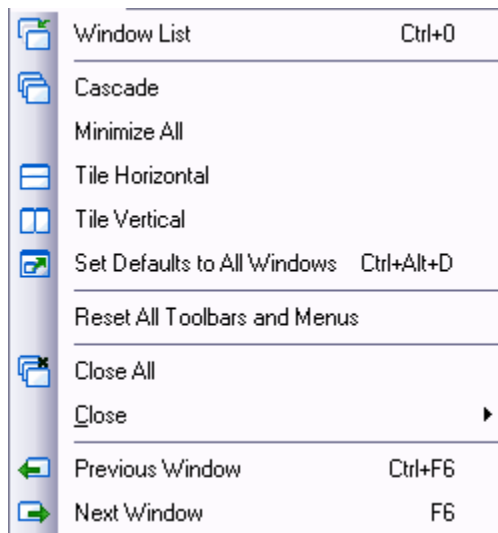 Window List Ctrl+0
Cascade
Minimize All
Tile Horizontal
Tile Vertical
Set Defaults to All Windows Ctrl+Alt+D
Reset All Toolbars and Menus
Close All
Close
Previous Window Ctrl+F6
Next Window F6